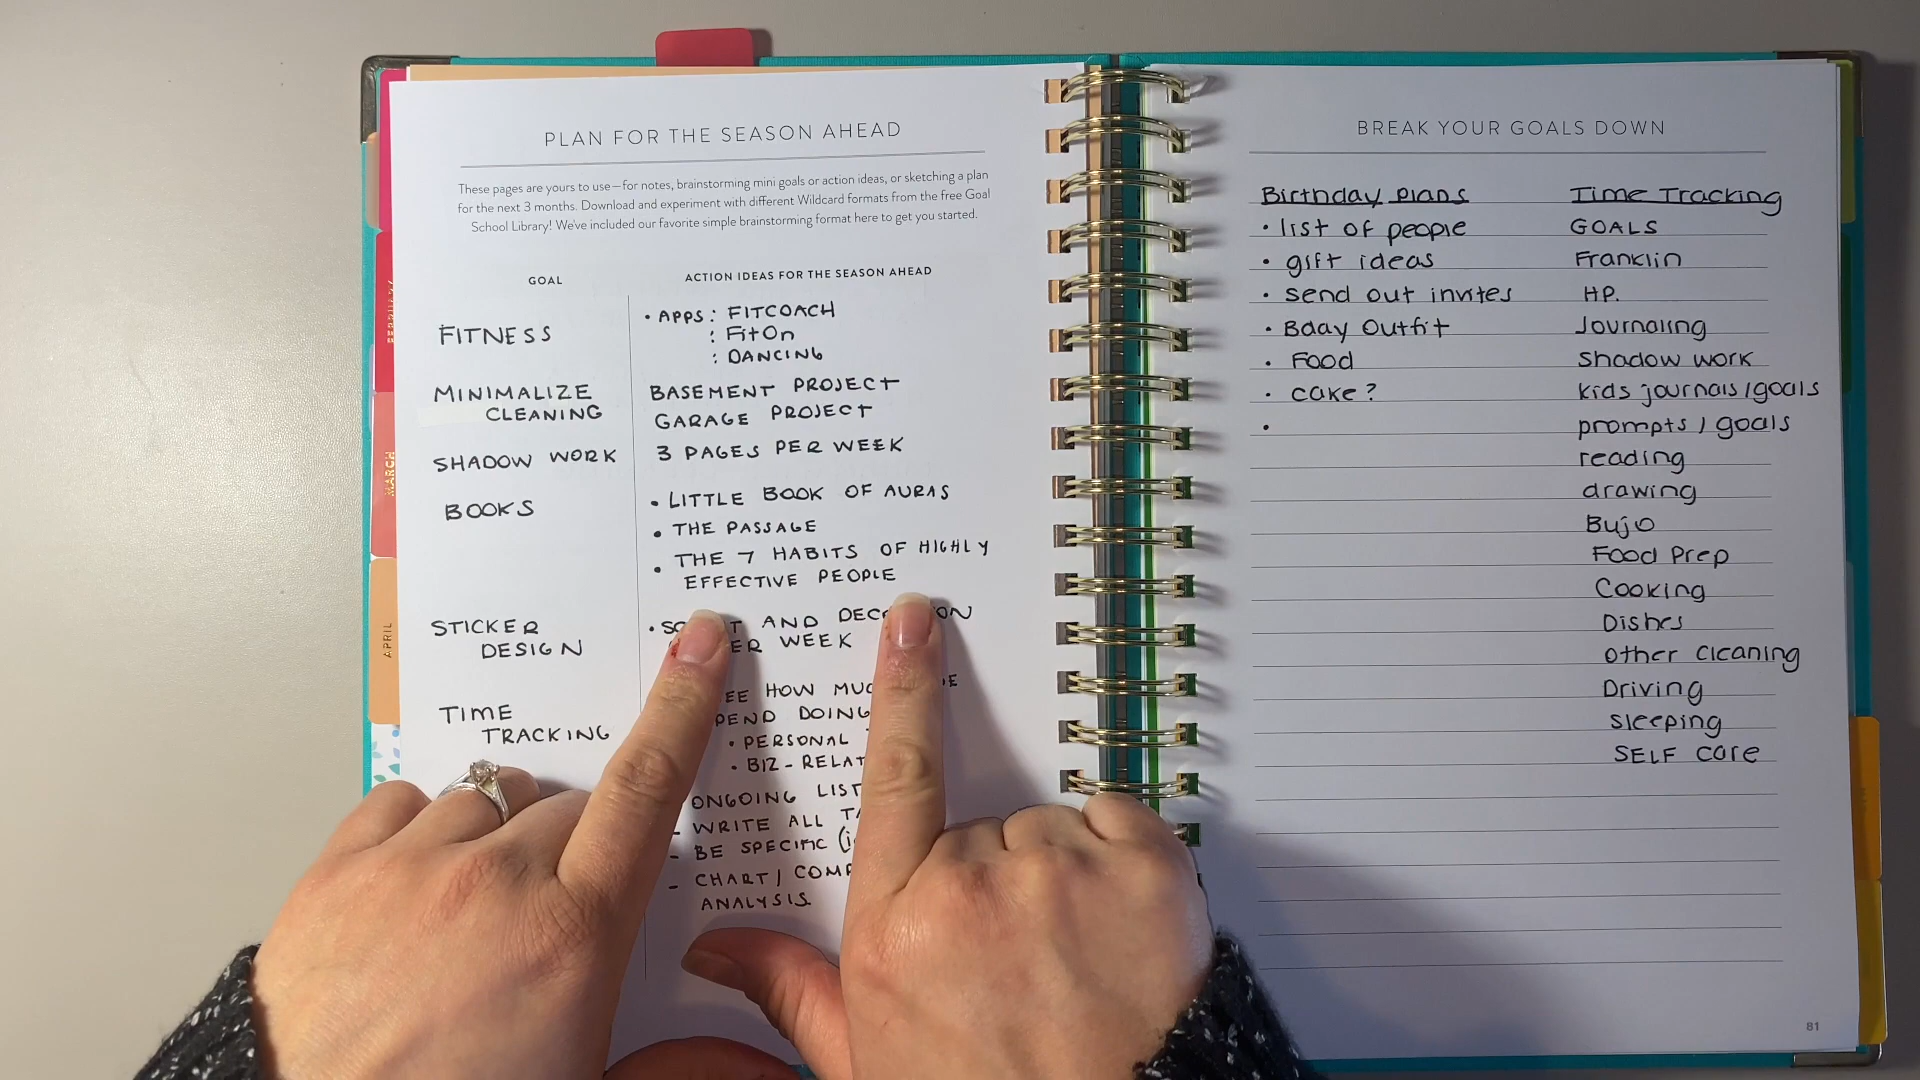 PLAN FOR THE SEASON AHEAD
These pages are yours to use—for notes, brainstorming mini goals or action ideas, or sketching a plan
for the next 3 months. Download and experiment with different Wildcard formats from the free Goal
School Library! We've included our favorite simple brainstorming format here to get you started.
GOAL
ACTION IDEAS FOR THE SEASON AHEAD
FITNESS
• APPS : FITCOACH
: FitOn
: DANCING
MINIMALIZE
CLEANING
BASEMENT PROJECT
GARAGE PROJECT
SHADOW WORK
3 PAGES PER WEEK
BOOKS
• LITTLE BOOK OF AURAS
• THE PASSAGE
• THE 7 HABITS OF HIGHLY
EFFECTIVE PEOPLE
STICKER
DESIGN
AND
WEEK
TIME
TRACKING
HOW
DOING
• PERSONAL
• BIZ-
ONGOING LIST
- WRITE ALL
- BE SPECIFIC
- CHART /
ANALYSIS
BREAK YOUR GOALS DOWN
Birthday plans
• list of people
• gift ideas
• send out invites
• Bday Outfit
• Food
• cake?
•
Time Tracking
GOALS
Franklin
HP.
Journaling
Shadow work
kids journals/goals
prompts / goals
reading
drawing
Bujo
Food Prep
Cooking
Dishes
other cleaning
Driving
sleeping
SELF care
81
MARCH
APRIL